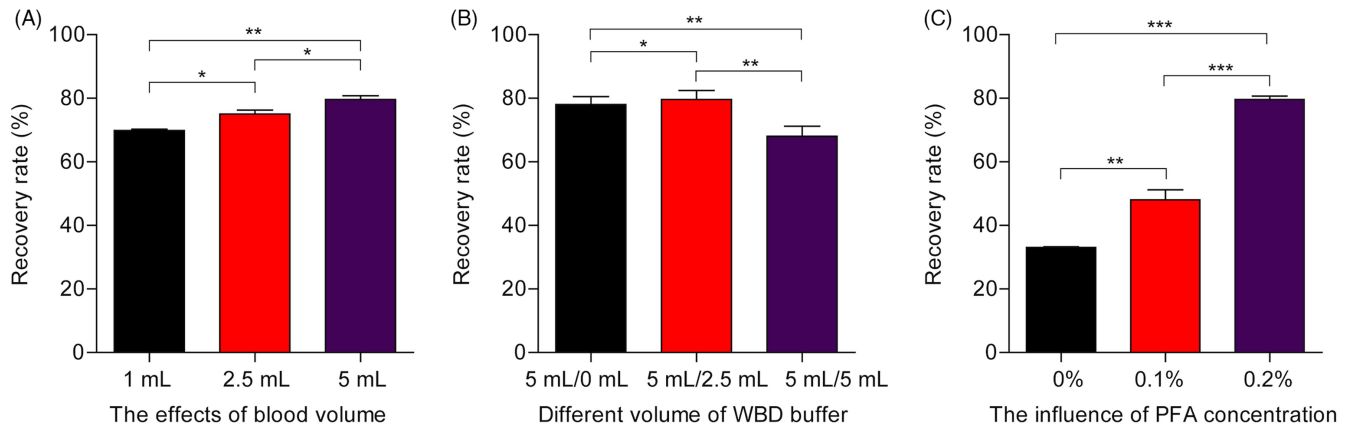 (A)
Recovery rate (%)
100
80
60
40
20
0
**
*
*
1 mL
2.5 mL
5 mL
The effects of blood volume
(B)
Recovery rate (%)
100
80
60
40
20
0
**
*
**
5 mL/0 mL
5 mL/2.5 mL
5 mL/5 mL
Different volume of WBD buffer
(C)
Recovery rate (%)
100
80
60
40
20
0
***
***
**
0%
0.1%
0.2%
The influence of PFA concentration